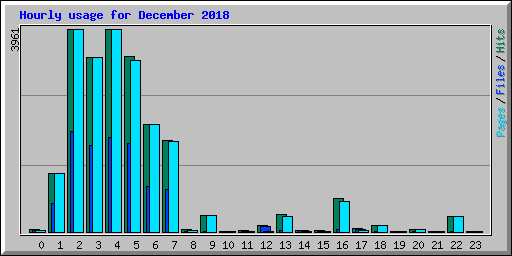 Hourly usage for December 2018
3961
Pages/Files/Hits
0 1 2 3 4 5 6 7 8 9 10 11 12 13 14 15 16 17 18 19 20 21 22 23